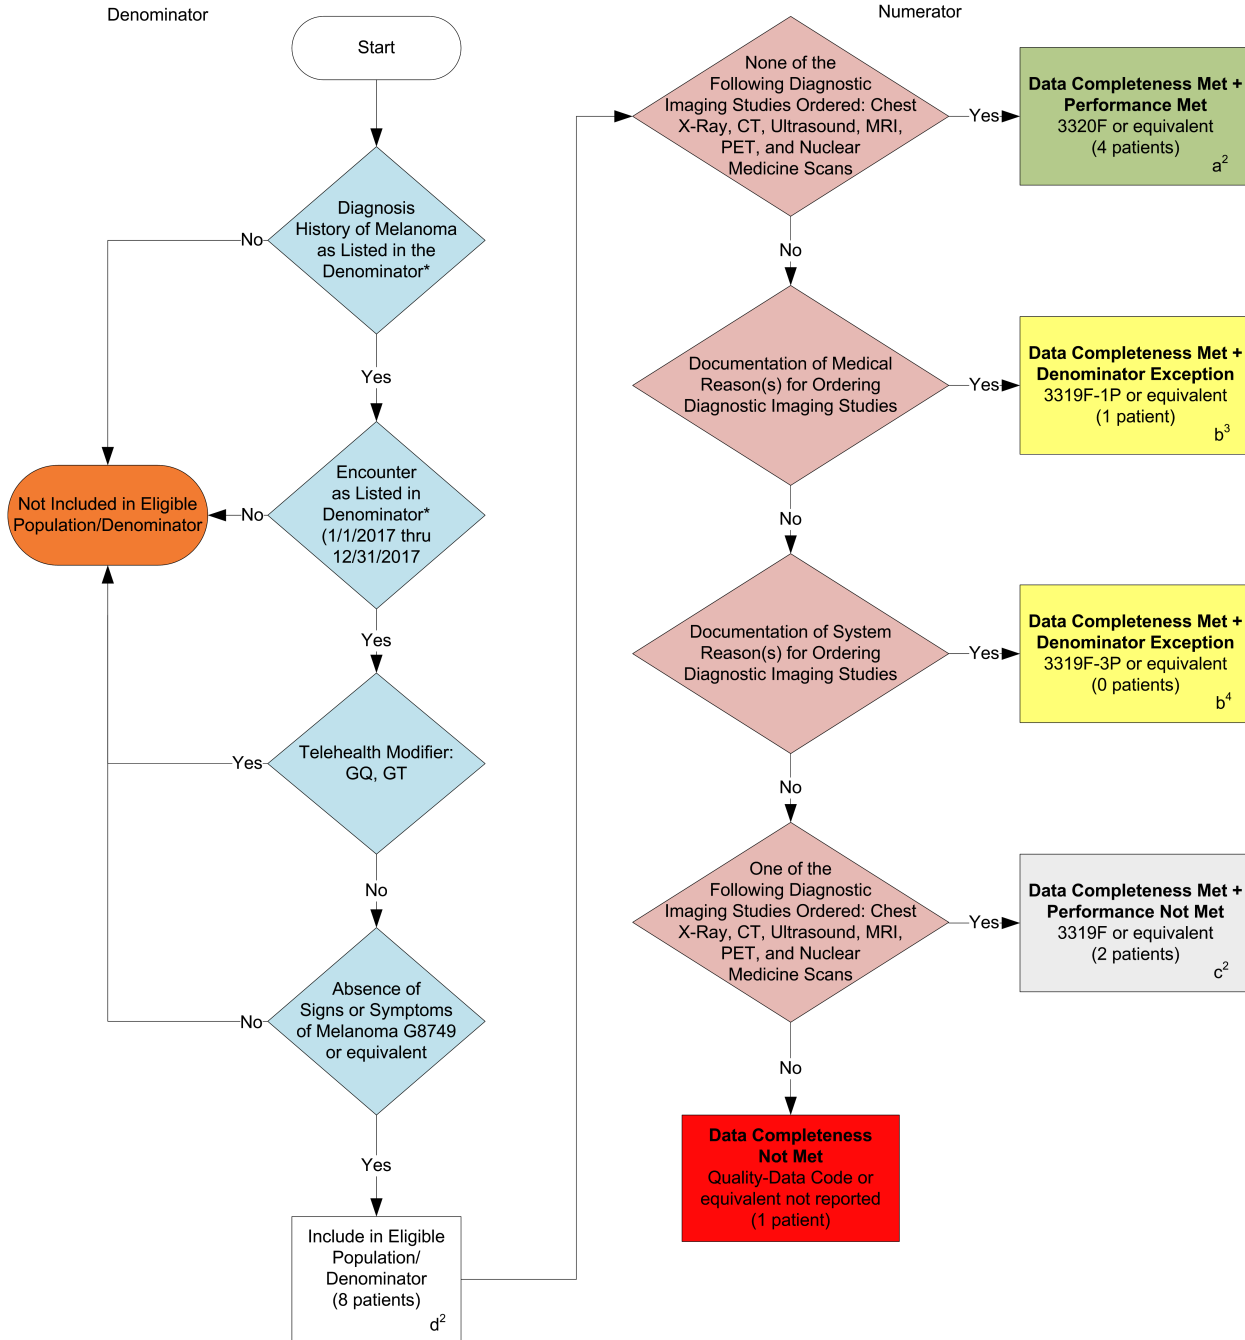 Denominator
Start
Diagnosis
History of Melanoma
as Listed in the
Denominator*
No
Yes
Encounter
as Listed in
Denominator*
(1/1/2017 thru
12/31/2017
No
Not Included in Eligible
Population/Denominator
Yes
Telehealth Modifier:
GQ, GT
Yes
No
Absence of
Signs or Symptoms
of Melanoma G8749
or equivalent
No
Yes
Include in Eligible
Population/
Denominator
(8 patients)
d²
Numerator
None of the
Following Diagnostic
Imaging Studies Ordered: Chest
X-Ray, CT, Ultrasound, MRI,
PET, and Nuclear
Medicine Scans
Yes
Data Completeness Met +
Performance Met
3320F or equivalent
(4 patients)
a²
No
Documentation of Medical
Reason(s) for Ordering
Diagnostic Imaging Studies
Yes
Data Completeness Met +
Denominator Exception
3319F-1P or equivalent
(1 patient)
b³
No
Documentation of System
Reason(s) for Ordering
Diagnostic Imaging Studies
Yes
Data Completeness Met +
Denominator Exception
3319F-3P or equivalent
(0 patients)
b⁴
No
One of the
Following Diagnostic
Imaging Studies Ordered: Chest
X-Ray, CT, Ultrasound, MRI,
PET, and Nuclear
Medicine Scans
Yes
Data Completeness Met +
Performance Not Met
3319F or equivalent
(2 patients)
c²
No
Data Completeness
Not Met
Quality-Data Code or
equivalent not reported
(1 patient)